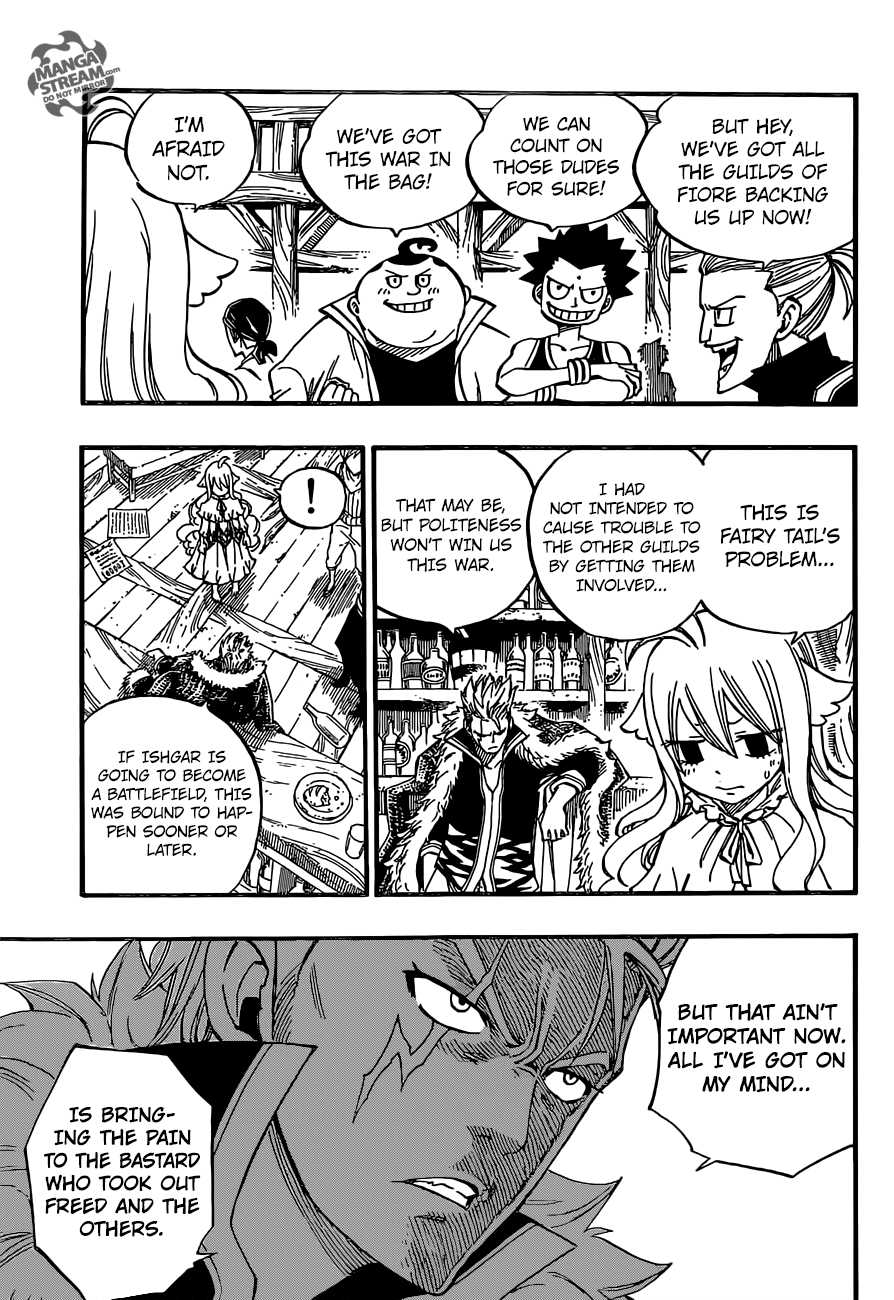 MANGA
STREAM.com
DO NOT MIRROR
BUT HEY,
WE'VE GOT ALL
THE GUILDS OF
FIORE BACKING
US UP NOW!
WE CAN
COUNT ON
THOSE DUDES
FOR SURE!
WE'VE GOT
THIS WAR IN
THE BAG!
I'M
AFRAID
NOT.
THIS IS
FAIRY TAIL'S
PROBLEM...
I HAD
NOT INTENDED TO
CAUSE TROUBLE TO
THE OTHER GUILDS
BY GETTING THEM
INVOLVED...
THAT MAY BE,
BUT POLITENESS
WON'T WIN US
THIS WAR.
!
IF ISHGAR IS
GOING TO BECOME
A BATTLEFIELD, THIS
WAS BOUND TO HAP-
PEN SOONER OR
LATER.
BUT THAT AIN'T
IMPORTANT NOW.
ALL I'VE GOT ON
MY MIND...
IS BRING-
ING THE PAIN
TO THE BASTARD
WHO TOOK OUT
FREED AND THE
OTHERS.